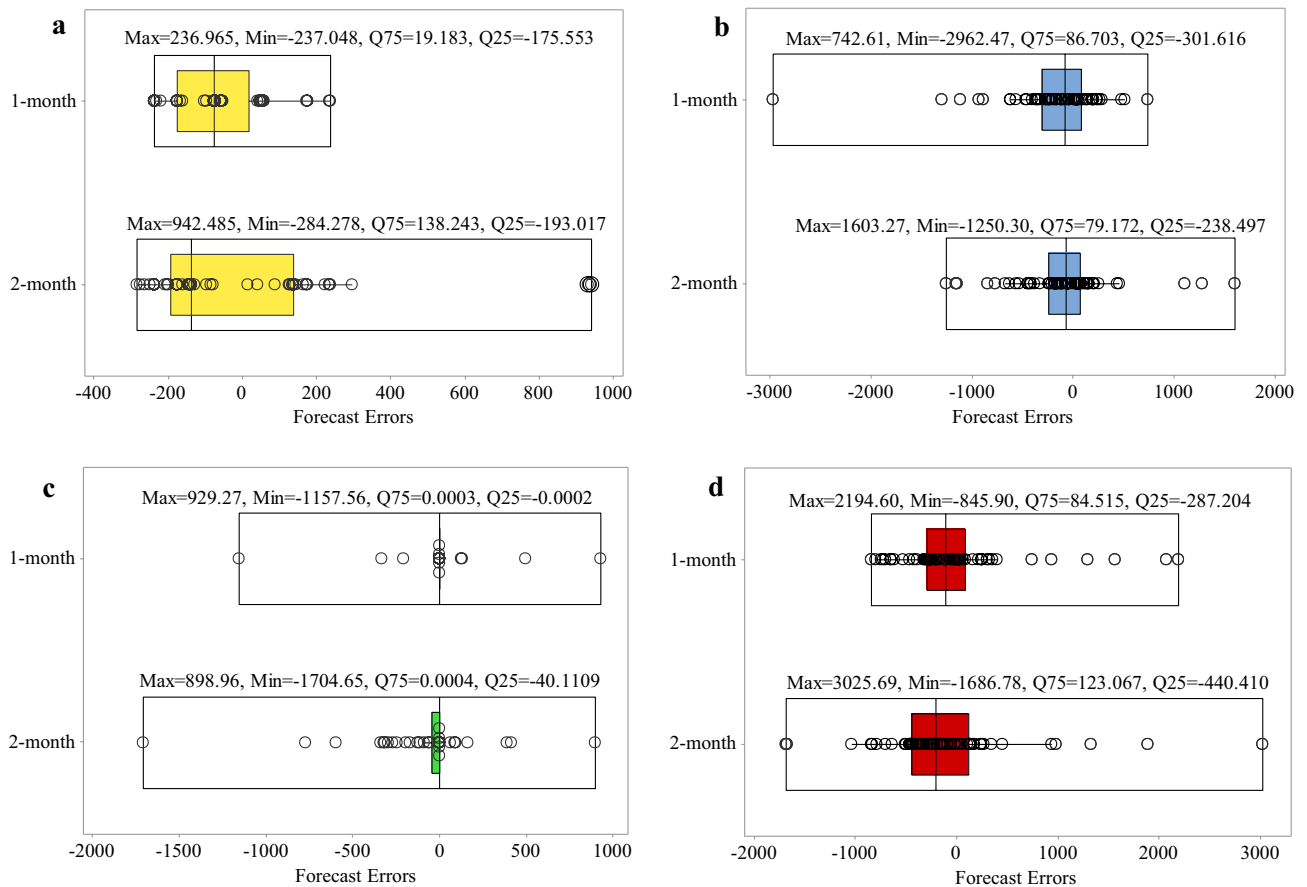 a
Max=236.965, Min=-237.048, Q75=19.183, Q25=-175.553
1-month
Max=942.485, Min=-284.278, Q75=138.243, Q25=-193.017
2-month
-400 -200 0 200 400 600 800 1000
Forecast Errors
b
Max=742.61, Min=-2962.47, Q75=86.703, Q25=-301.616
1-month
Max=1603.27, Min=-1250.30, Q75=79.172, Q25=-238.497
2-month
-3000 -2000 -1000 0 1000 2000
Forecast Errors
c
Max=929.27, Min=-1157.56, Q75=0.0003, Q25=-0.0002
1-month
Max=898.96, Min=-1704.65, Q75=0.0004, Q25=-40.1109
2-month
-2000 -1500 -1000 -500 0 500 1000
Forecast Errors
d
Max=2194.60, Min=-845.90, Q75=84.515, Q25=-287.204
1-month
Max=3025.69, Min=-1686.78, Q75=123.067, Q25=-440.410
2-month
-2000 -1000 0 1000 2000 3000
Forecast Errors